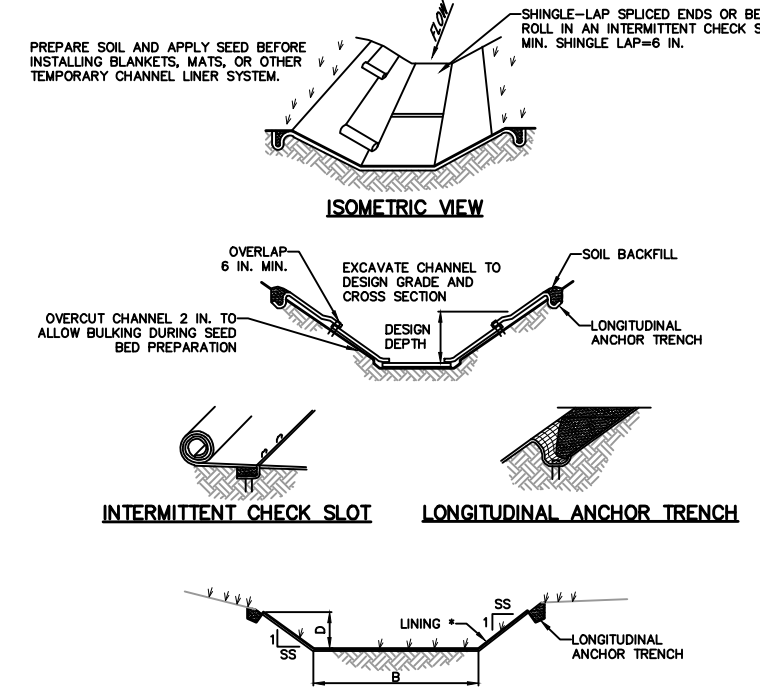 FLOW
SHINGLE-LAP SPLICED ENDS OR BE
ROLL IN AN INTERMITTENT CHECK S
MIN. SHINGLE LAP=6 IN.
PREPARE SOIL AND APPLY SEED BEFORE
INSTALLING BLANKETS, MATS, OR OTHER
TEMPORARY CHANNEL LINER SYSTEM.
ISOMETRIC VIEW
OVERLAP
6 IN. MIN.
EXCAVATE CHANNEL TO
DESIGN GRADE AND
CROSS SECTION
SOIL BACKFILL
OVERCUT CHANNEL 2 IN. TO
ALLOW BULKING DURING SEED
BED PREPARATION
DESIGN
DEPTH
LONGITUDINAL
ANCHOR TRENCH
INTERMITTENT CHECK SLOT
LONGITUDINAL ANCHOR TRENCH
D
1
SS
LINING *
1
SS
LONGITUDINAL
ANCHOR TRENCH
B